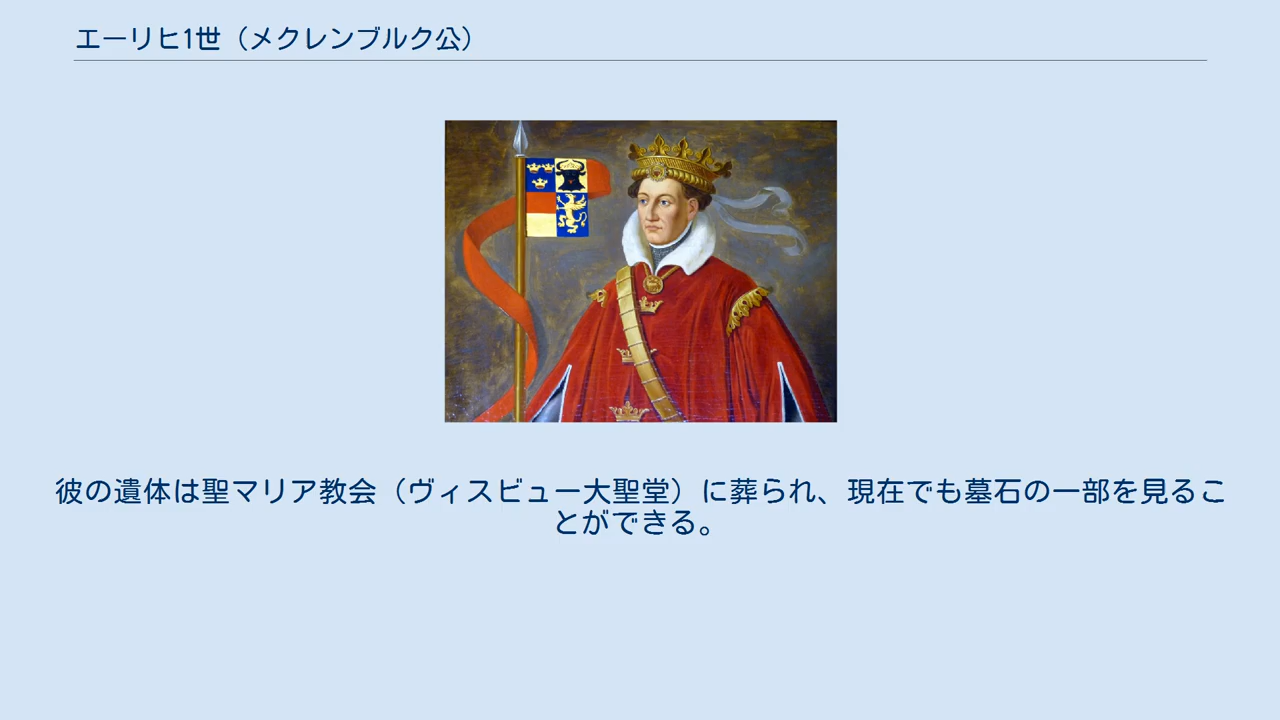 エーリヒ1世（メクレンブルク公）
彼の遺体は聖マリア教会（ヴィスビュー大聖堂）に葬られ、現在でも墓石の一部を見るこ
とができる。